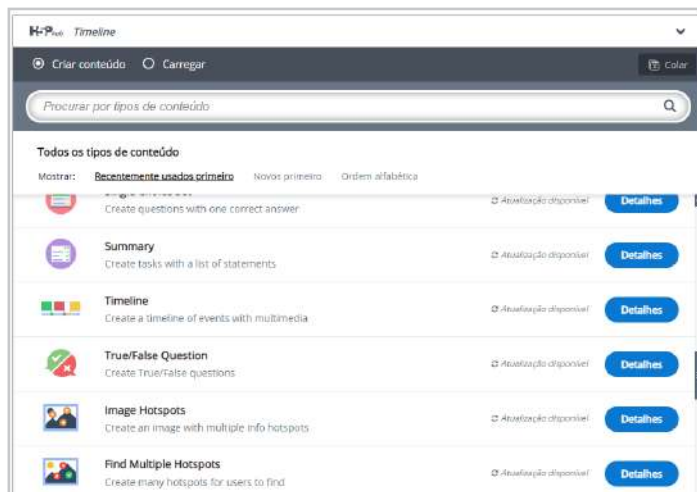 H5P hub Timeline
Criar conteúdo Carregar Colar
Procurar por tipos de conteúdo
Todos os tipos de conteúdo
Mostrar: Recentemente usados primeiro Novos primeiro Ordem alfabética
Create questions with one correct answer Atualização disponível Detalhes
Summary
Create tasks with a list of statements Atualização disponível Detalhes
Timeline
Create a timeline of events with multimedia Atualização disponível Detalhes
True/False Question
Create True/False questions Atualização disponível Detalhes
Image Hotspots
Create an image with multiple info hotspots Atualização disponível Detalhes
Find Multiple Hotspots
Create many hotspots for users to find Atualização disponível Detalhes